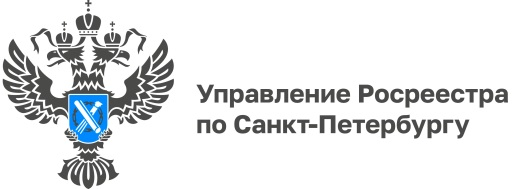 Управление Росреестра
по Санкт-Петербургу